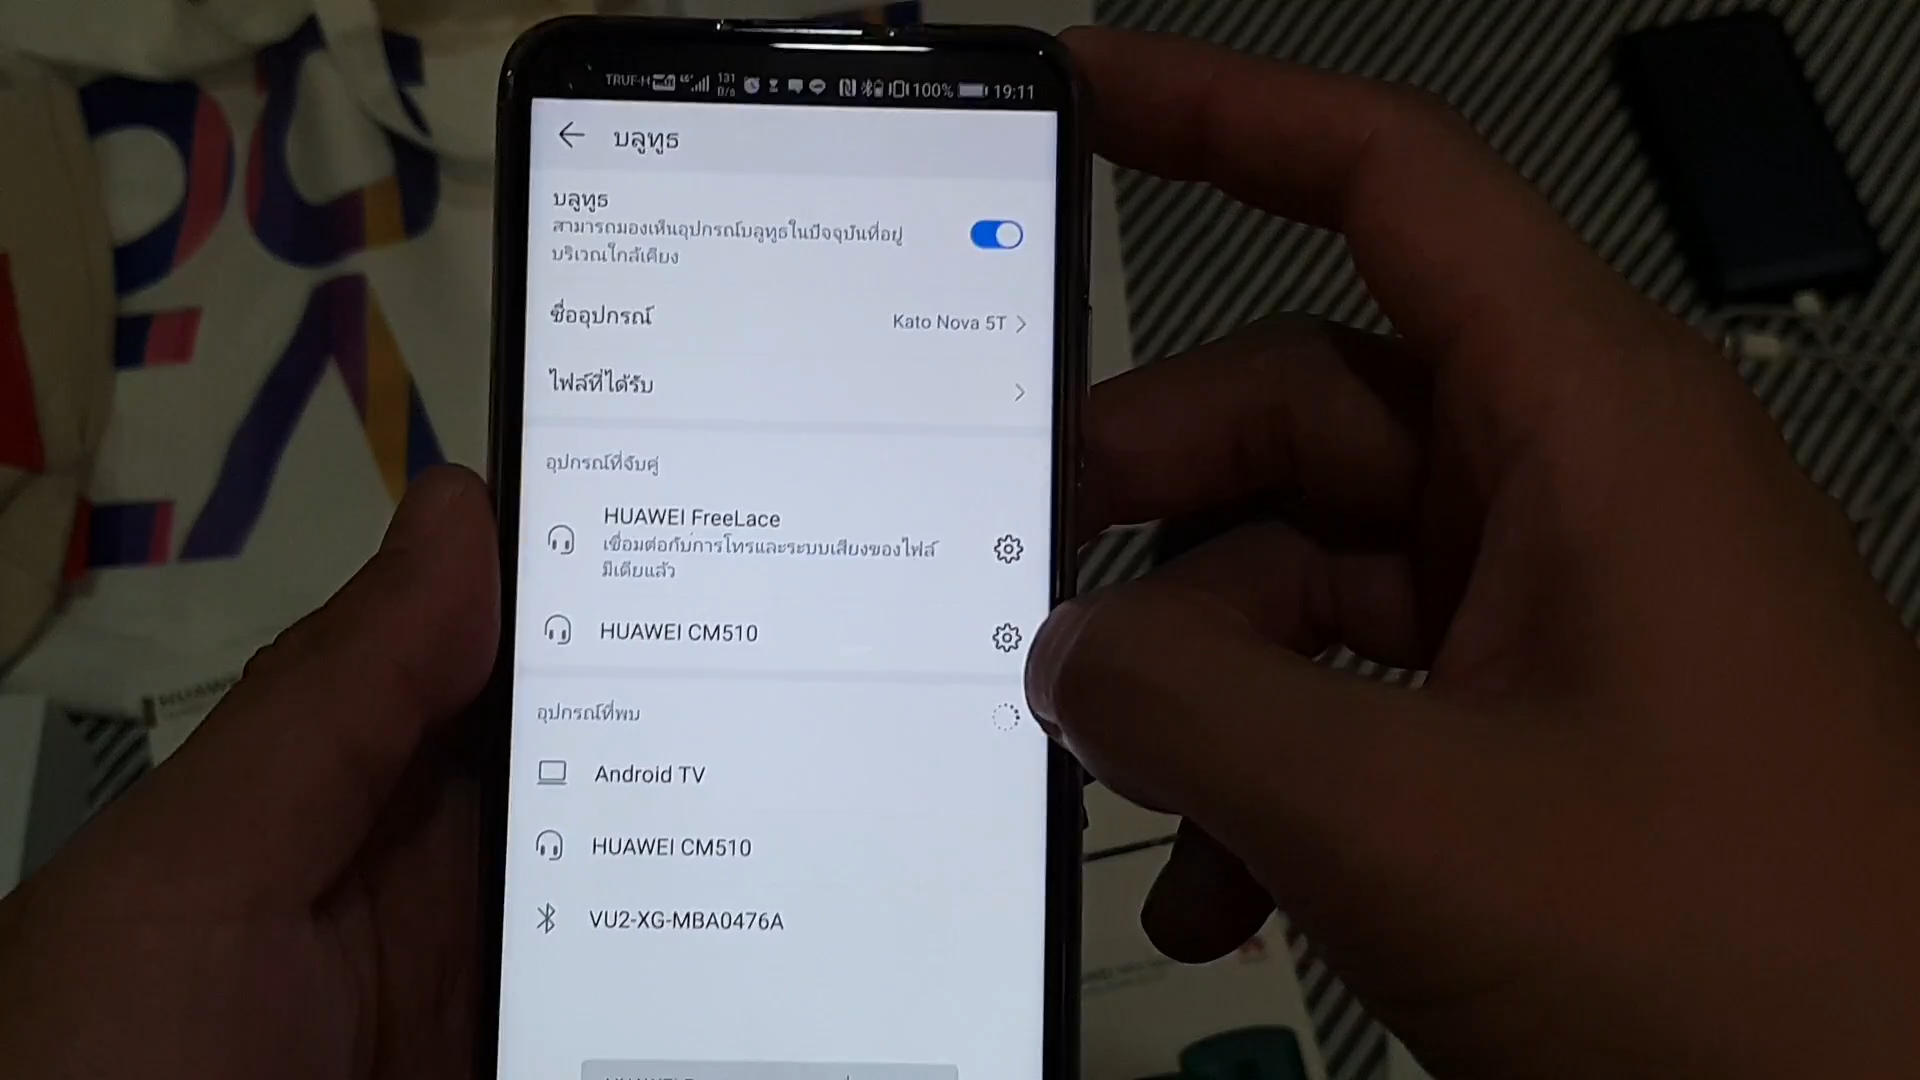 TRUE-H 4G+ 131 B/s 100% 19:11
บลูทูธ
บลูทูธ
สามารถมองเห็นอุปกรณ์บลูทูธในปัจจุบันที่อยู่
บริเวณใกล้เคียง
ชื่ออุปกรณ์ Kato Nova 5T
ไฟล์ที่ได้รับ
อุปกรณ์ที่จับคู่
HUAWEI FreeLace
เชื่อมต่อกับการโทรและระบบเสียงของไฟล์
มีเดียแล้ว
HUAWEI CM510
อุปกรณ์ที่พบ
Android TV
HUAWEI CM510
VU2-XG-MBA0476A
HUAWEI